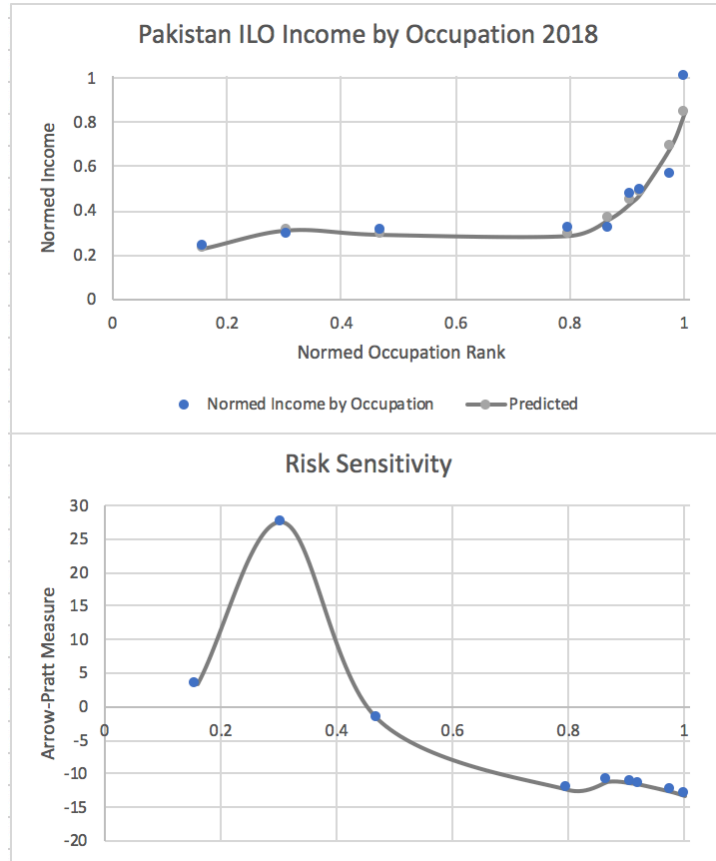 Pakistan ILO Income by Occupation 2018
Normed Income
1
0.8
0.6
0.4
0.2
0
0 0.2 0.4 0.6 0.8 1
Normed Occupation Rank
Normed Income by Occupation Predicted
Risk Sensitivity
Arrow-Pratt Measure
30
25
20
15
10
5
0
-5
-10
-15
-20
0 0.2 0.4 0.6 0.8 1